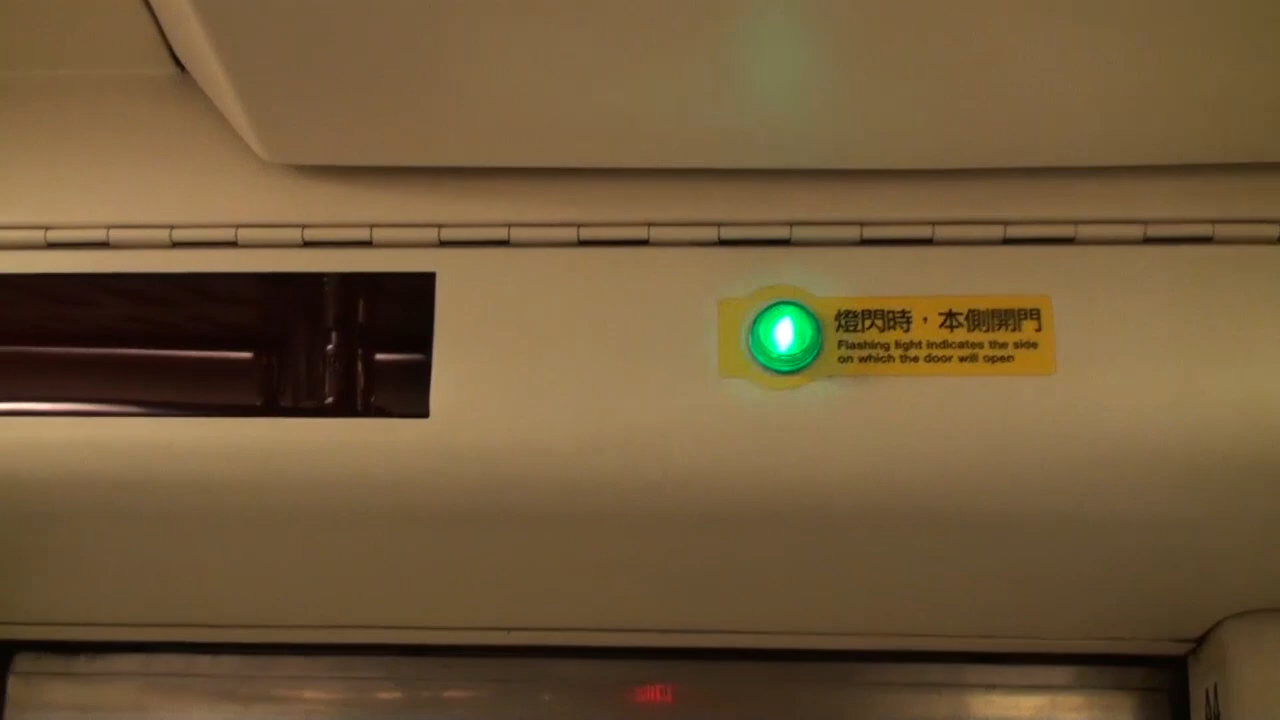 燈閃時，本側開門
Flashing light indicates the side
on which the door will open